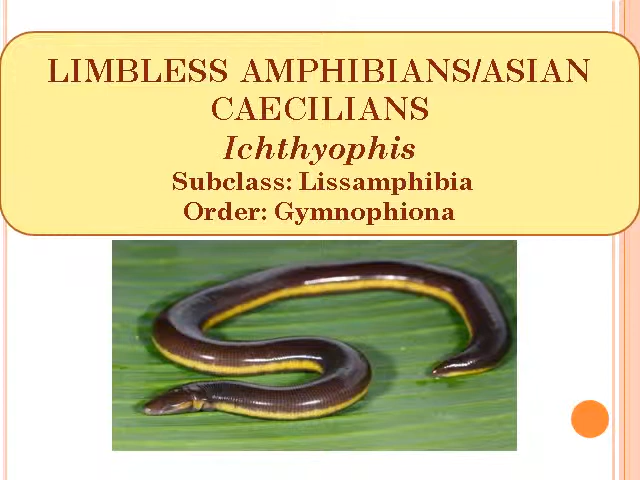 LIMBLESS AMPHIBIANS/ASIAN
CAECILIANS
Ichthyophis
Subclass: Lissamphibia
Order: Gymnophiona